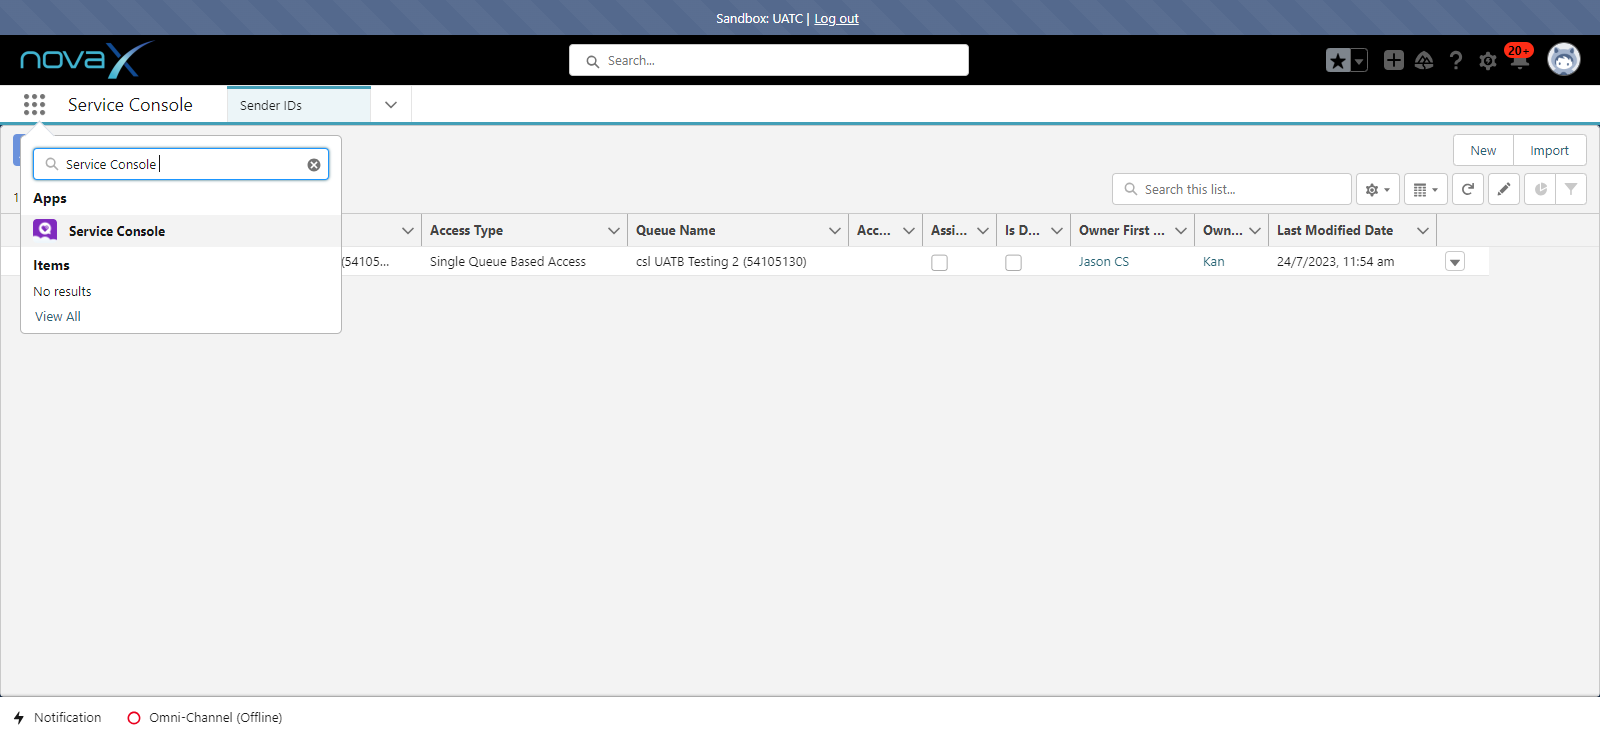 Sandbox: UATC | Log out
novaX
Search...
20+
Service Console
Sender IDs
Service Console
Apps
Service Console
Items
No results
View All
New
Import
1
Search this list...
Access Type
Queue Name
Acc...
Assi...
Is D...
Owner First ...
Own...
Last Modified Date
(54105...
Single Queue Based Access
csl UATB Testing 2 (54105130)
Jason CS
Kan
24/7/2023, 11:54 am
Notification
Omni-Channel (Offline)